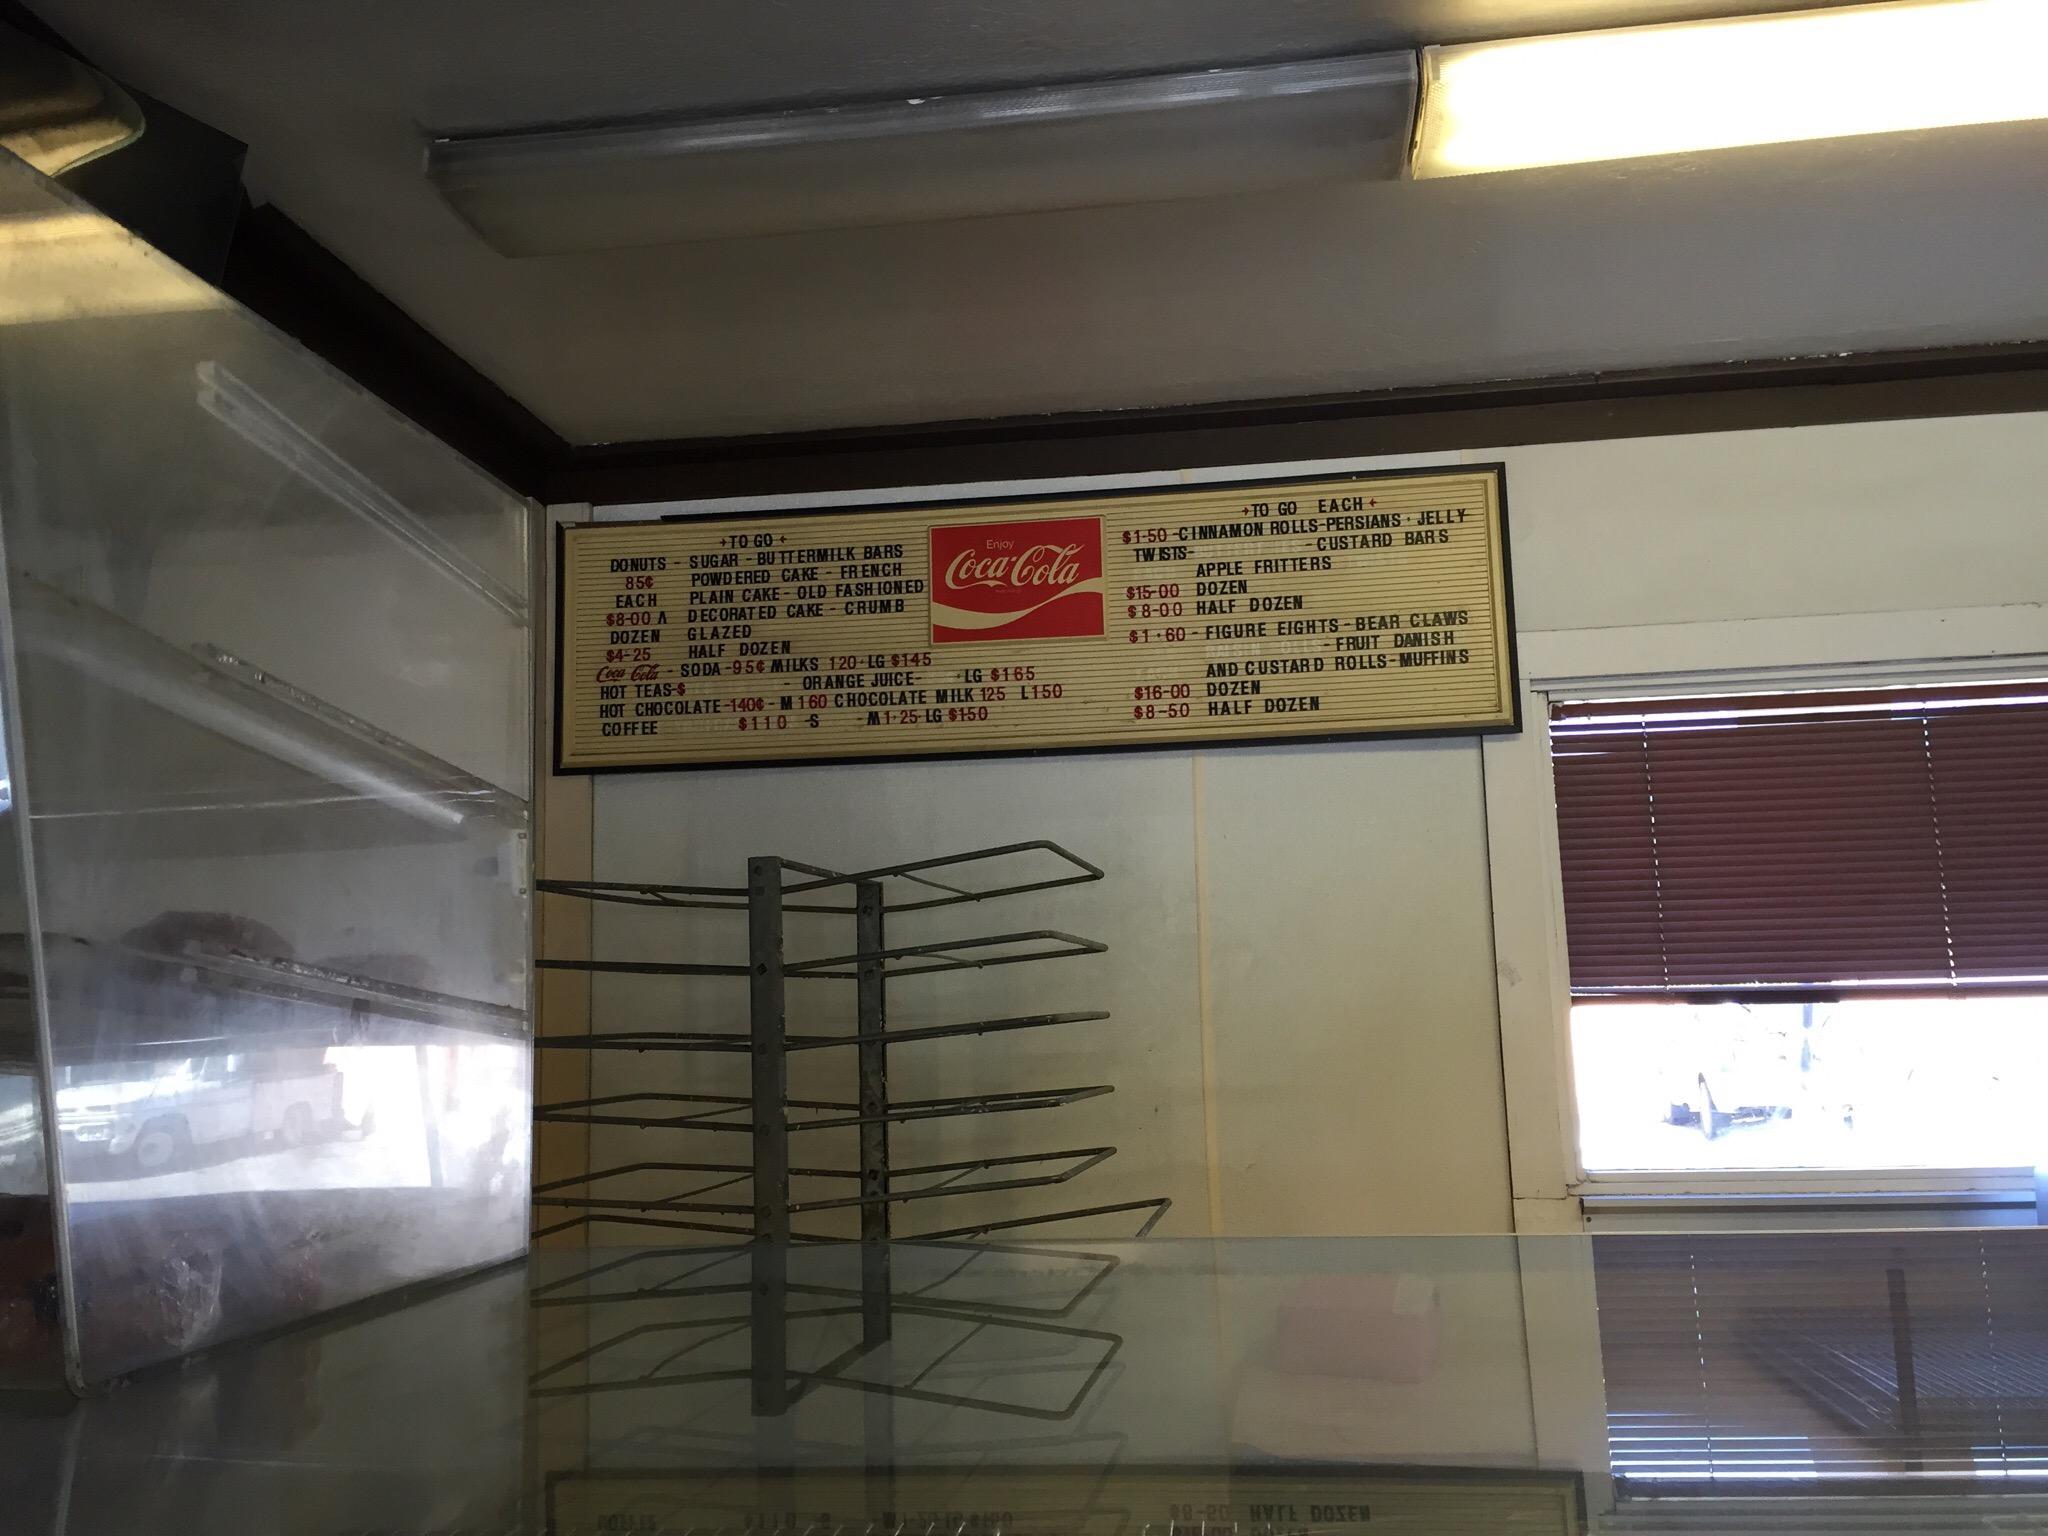 →TO GO←
DONUTS - SUGAR - BUTTERMILK BARS
85¢ POWDERED CAKE - FRENCH
EACH PLAIN CAKE - OLD FASHIONED
$8-00 A DECORATED CAKE - CRUMB
DOZEN GLAZED
$4-25 HALF DOZEN
Coca-Cola - SODA - 95¢ MILKS 120 · LG $145
HOT TEAS-$ - ORANGE JUICE- · LG $165
HOT CHOCOLATE -140¢ - M 160 CHOCOLATE MILK 125 L150
COFFEE $110 -S -M1·25·LG $150
Enjoy
Coca-Cola
→TO GO EACH←
$1-50 -CINNAMON ROLLS-PERSIANS · JELLY
TWISTS- - CUSTARD BARS
APPLE FRITTERS
$15-00 DOZEN
$8-00 HALF DOZEN
$1·60 - FIGURE EIGHTS - BEAR CLAWS
- FRUIT DANISH
AND CUSTARD ROLLS-MUFFINS
$16-00 DOZEN
$8-50 HALF DOZEN